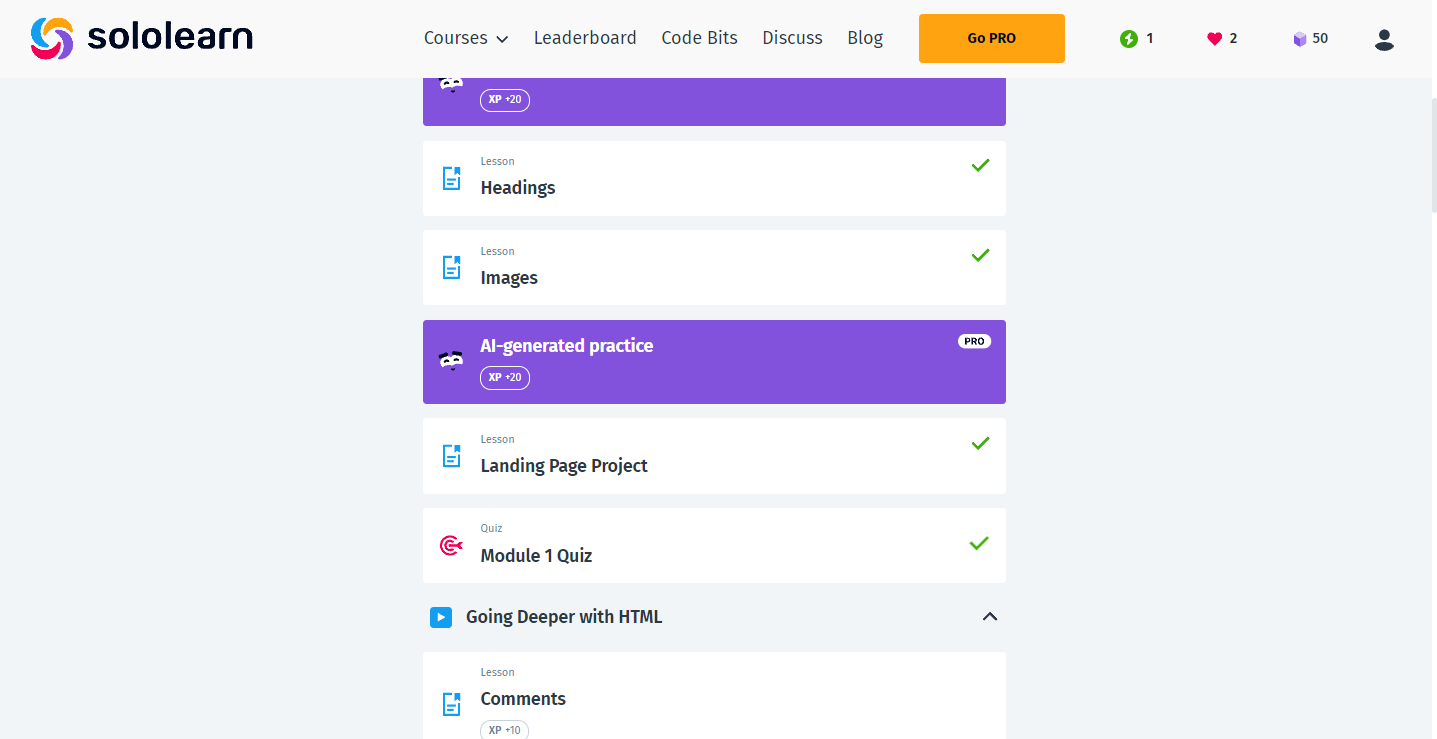 sololearn
Courses Leaderboard Code Bits Discuss Blog Go PRO 1 2 50
XP +20
Lesson
Headings
Lesson
Images
AI-generated practice PRO
XP +20
Lesson
Landing Page Project
Quiz
Module 1 Quiz
Going Deeper with HTML
Lesson
Comments
XP +10